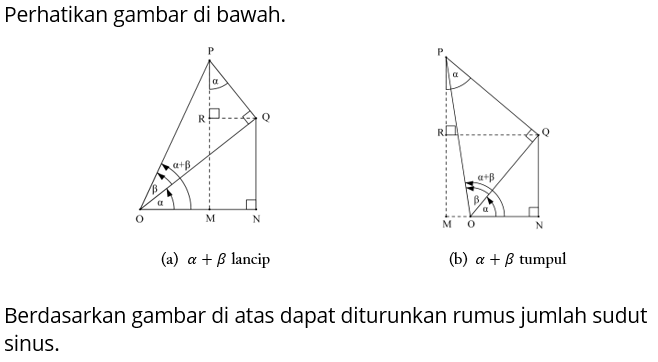 Perhatikan gambar di bawah.
P P
α α
R Q R Q
α+β α+β
β β
α α
O M N M O N
(a) α + β lancip (b) α + β tumpul
Berdasarkan gambar di atas dapat diturunkan rumus jumlah sudut
sinus.